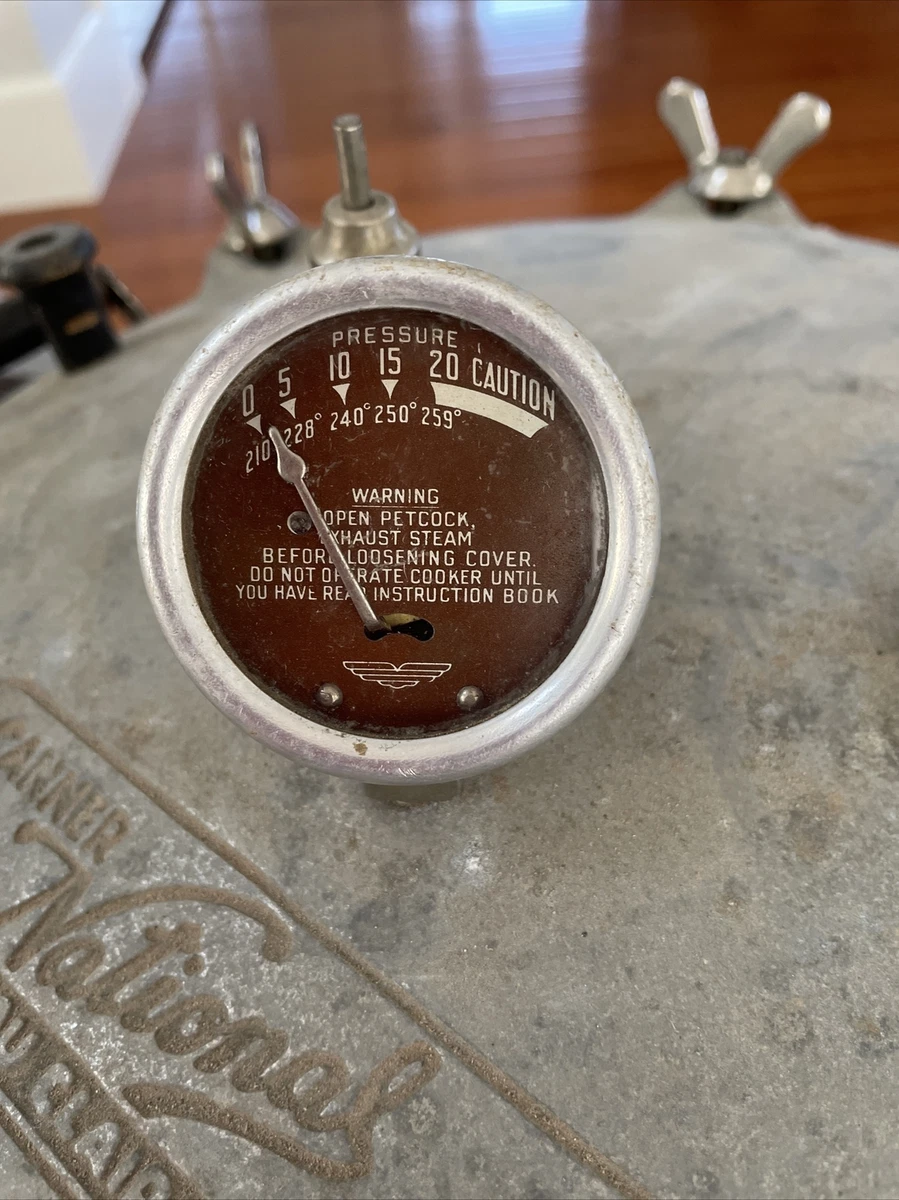 PRESSURE
0 5 10 15 20 CAUTION
210 228° 240° 250° 259°
WARNING
OPEN PETCOCK,
EXHAUST STEAM
BEFORE LOOSENING COVER.
DO NOT OPERATE COOKER UNTIL
YOU HAVE READ INSTRUCTION BOOK
National